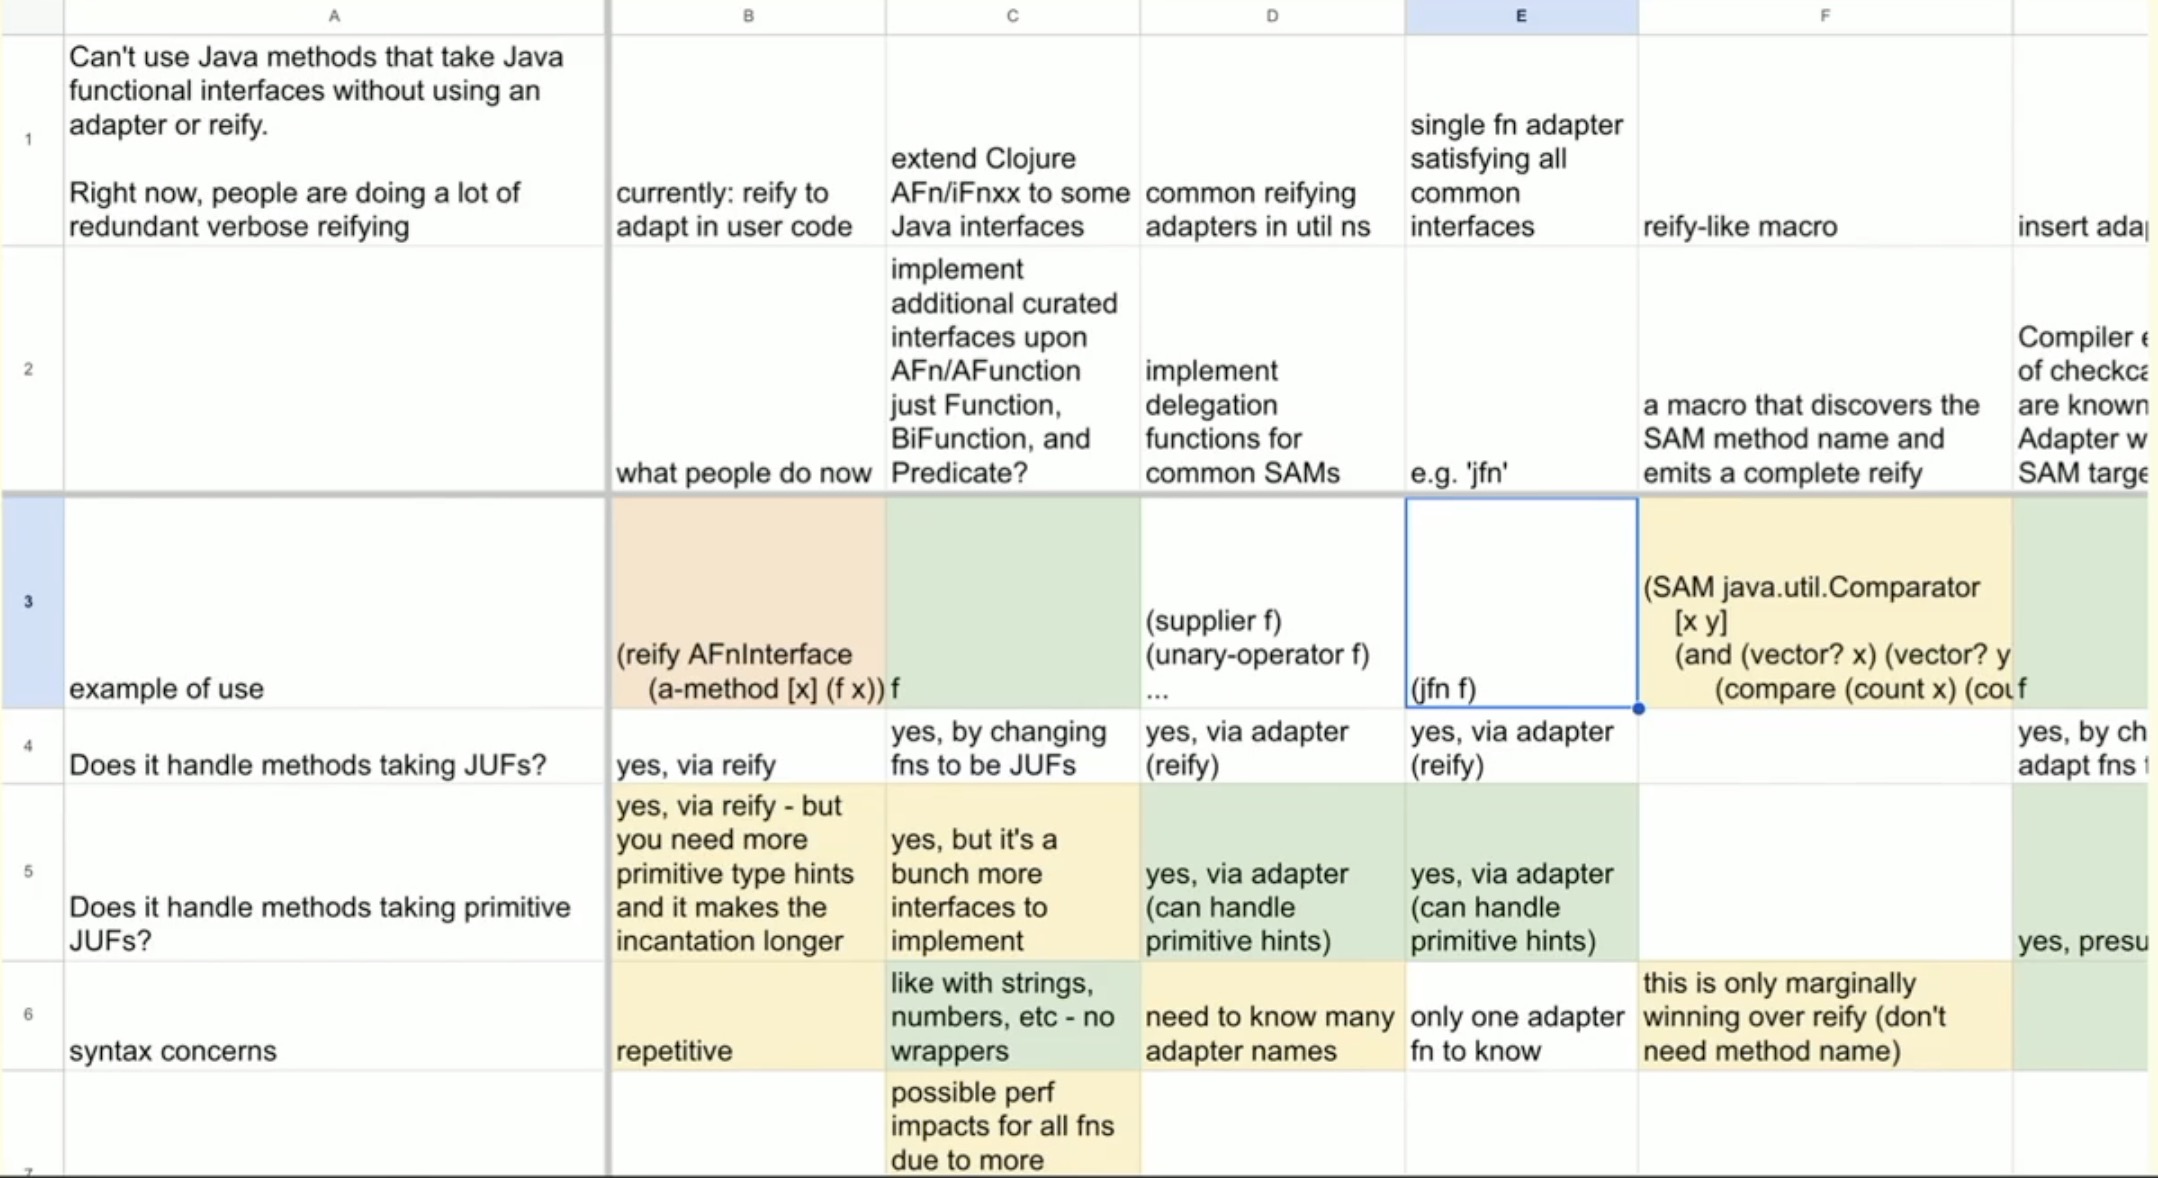 A
B
C
D
E
F
1
Can't use Java methods that take Java
functional interfaces without using an
adapter or reify.
Right now, people are doing a lot of
redundant verbose reifying
currently: reify to
adapt in user code
extend Clojure
AFn/iFnxx to some
Java interfaces
common reifying
adapters in util ns
single fn adapter
satisfying all
common
interfaces
reify-like macro
insert
2
what people do now
implement
additional curated
interfaces upon
AFn/AFunction
just Function,
BiFunction, and
Predicate?
implement
delegation
functions for
common SAMs
e.g. 'jfn'
a macro that discovers the
SAM method name and
emits a complete reify
Compiler
of
are known
Adapter
SAM
3
example of use
(reify AFnInterface
(a-method [x] (f x))
f
(supplier f)
(unary-operator f)
...
(jfn f)
(SAM java.util.Comparator
[x y]
(and (vector? x) (vector? y
(compare (count x)
f
4
Does it handle methods taking JUFs?
yes, via reify
yes, by changing
fns to be JUFs
yes, via adapter
(reify)
yes, via adapter
(reify)
yes, by
adapt fns
5
Does it handle methods taking primitive
JUFs?
yes, via reify - but
you need more
primitive type hints
and it makes the
incantation longer
yes, but it's a
bunch more
interfaces to
implement
yes, via adapter
(can handle
primitive hints)
yes, via adapter
(can handle
primitive hints)
yes,
6
syntax concerns
repetitive
like with strings,
numbers, etc - no
wrappers
need to know many
adapter names
only one adapter
fn to know
this is only marginally
winning over reify (don't
need method name)
possible perf
impacts for all fns
due to more